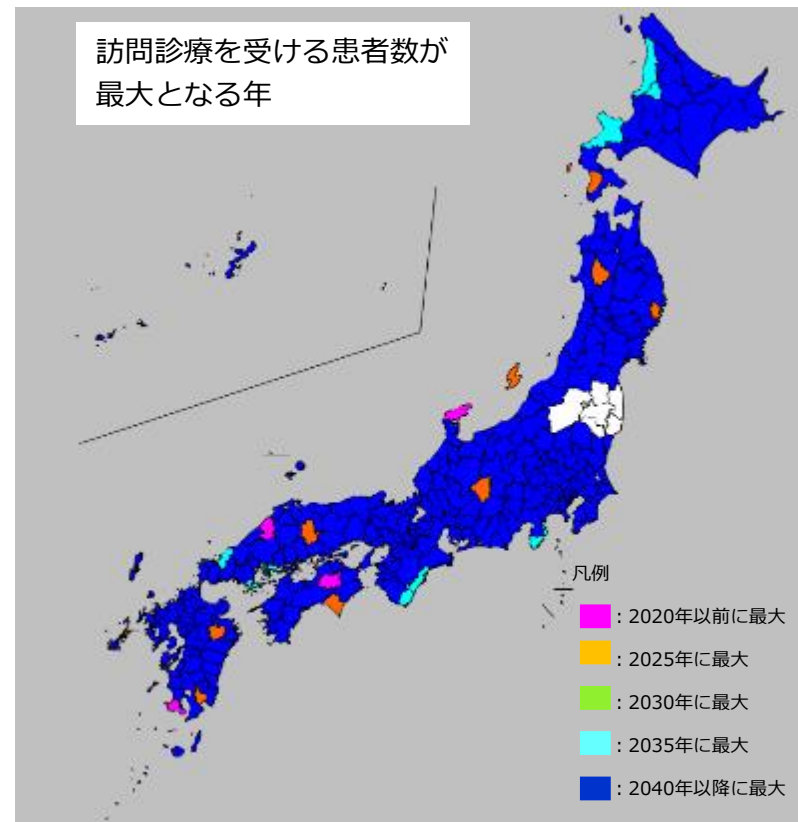 訪問診療を受ける患者数が
最大となる年
凡例
：2020年以前に最大
：2025年に最大
：2030年に最大
：2035年に最大
：2040年以降に最大